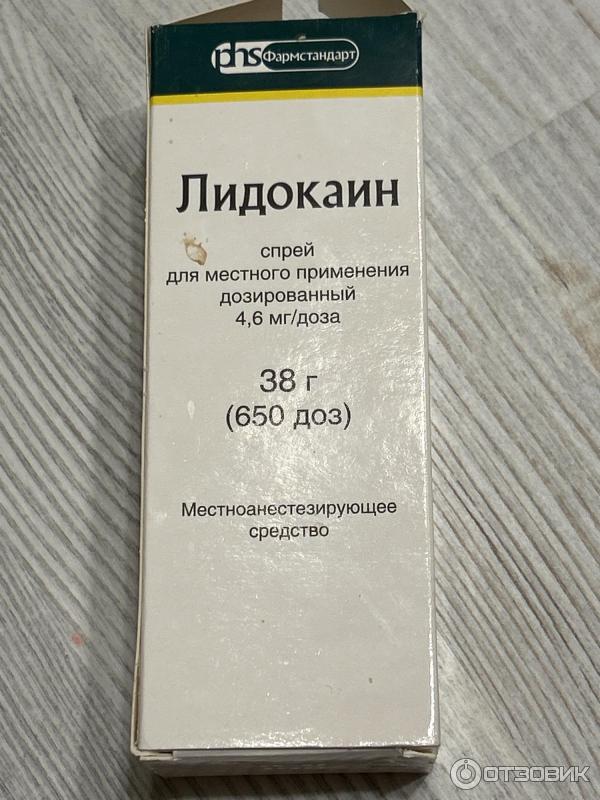 phs Фармстандарт
Лидокаин
спрей
для местного применения
дозированный
4,6 мг/доза
38 г
(650 доз)
Местноанестезирующее
средство
ОТЗОВИК